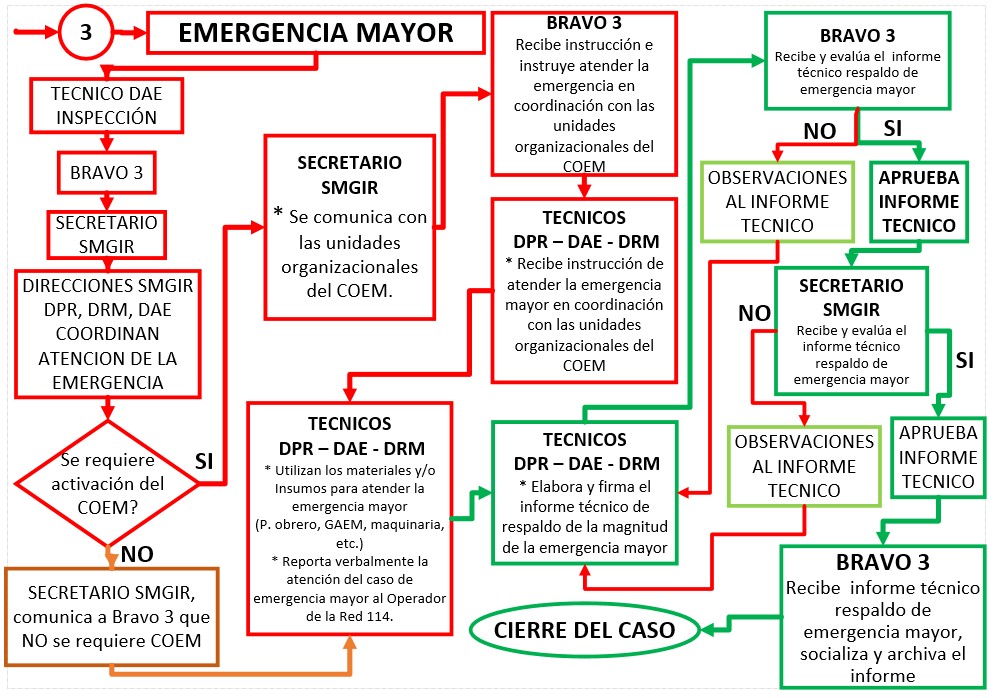 3
EMERGENCIA MAYOR
TECNICO DAE
INSPECCIÓN
BRAVO 3
SECRETARIO
SMGIR
DIRECCIONES SMGIR
DPR, DRM, DAE
COORDINAN
ATENCION DE LA
EMERGENCIA
Se requiere
activación del
COEM?
SI
NO
SECRETARIO SMGIR,
comunica a Bravo 3 que
NO se requiere COEM
SECRETARIO
SMGIR
* Se comunica con
las unidades
organizacionales
del COEM.
BRAVO 3
Recibe instrucción e
instruye atender la
emergencia en
coordinación con las
unidades
organizacionales del
COEM
TECNICOS
DPR – DAE - DRM
* Recibe instrucción de
atender la emergencia
mayor en coordinación
con las unidades
organizacionales del
COEM
TECNICOS
DPR – DAE - DRM
* Utilizan los materiales y/o
Insumos para atender la
emergencia mayor
(P. obrero, GAEM, maquinaria,
etc.)
* Reporta verbalmente la
atención del caso de
emergencia mayor al Operador
de la Red 114.
TECNICOS
DPR – DAE - DRM
* Elabora y firma el
informe técnico de
respaldo de la magnitud
de la emergencia mayor
BRAVO 3
Recibe y evalúa el informe
técnico respaldo de
emergencia mayor
NO
SI
OBSERVACIONES
AL INFORME
TECNICO
APRUEBA
INFORME
TECNICO
SECRETARIO
SMGIR
Recibe y evalúa el
informe técnico
respaldo de
emergencia mayor
NO
SI
OBSERVACIONES
AL INFORME
TECNICO
APRUEBA
INFORME
TECNICO
BRAVO 3
Recibe informe técnico
respaldo de
emergencia mayor,
socializa y archiva el
informe
CIERRE DEL CASO